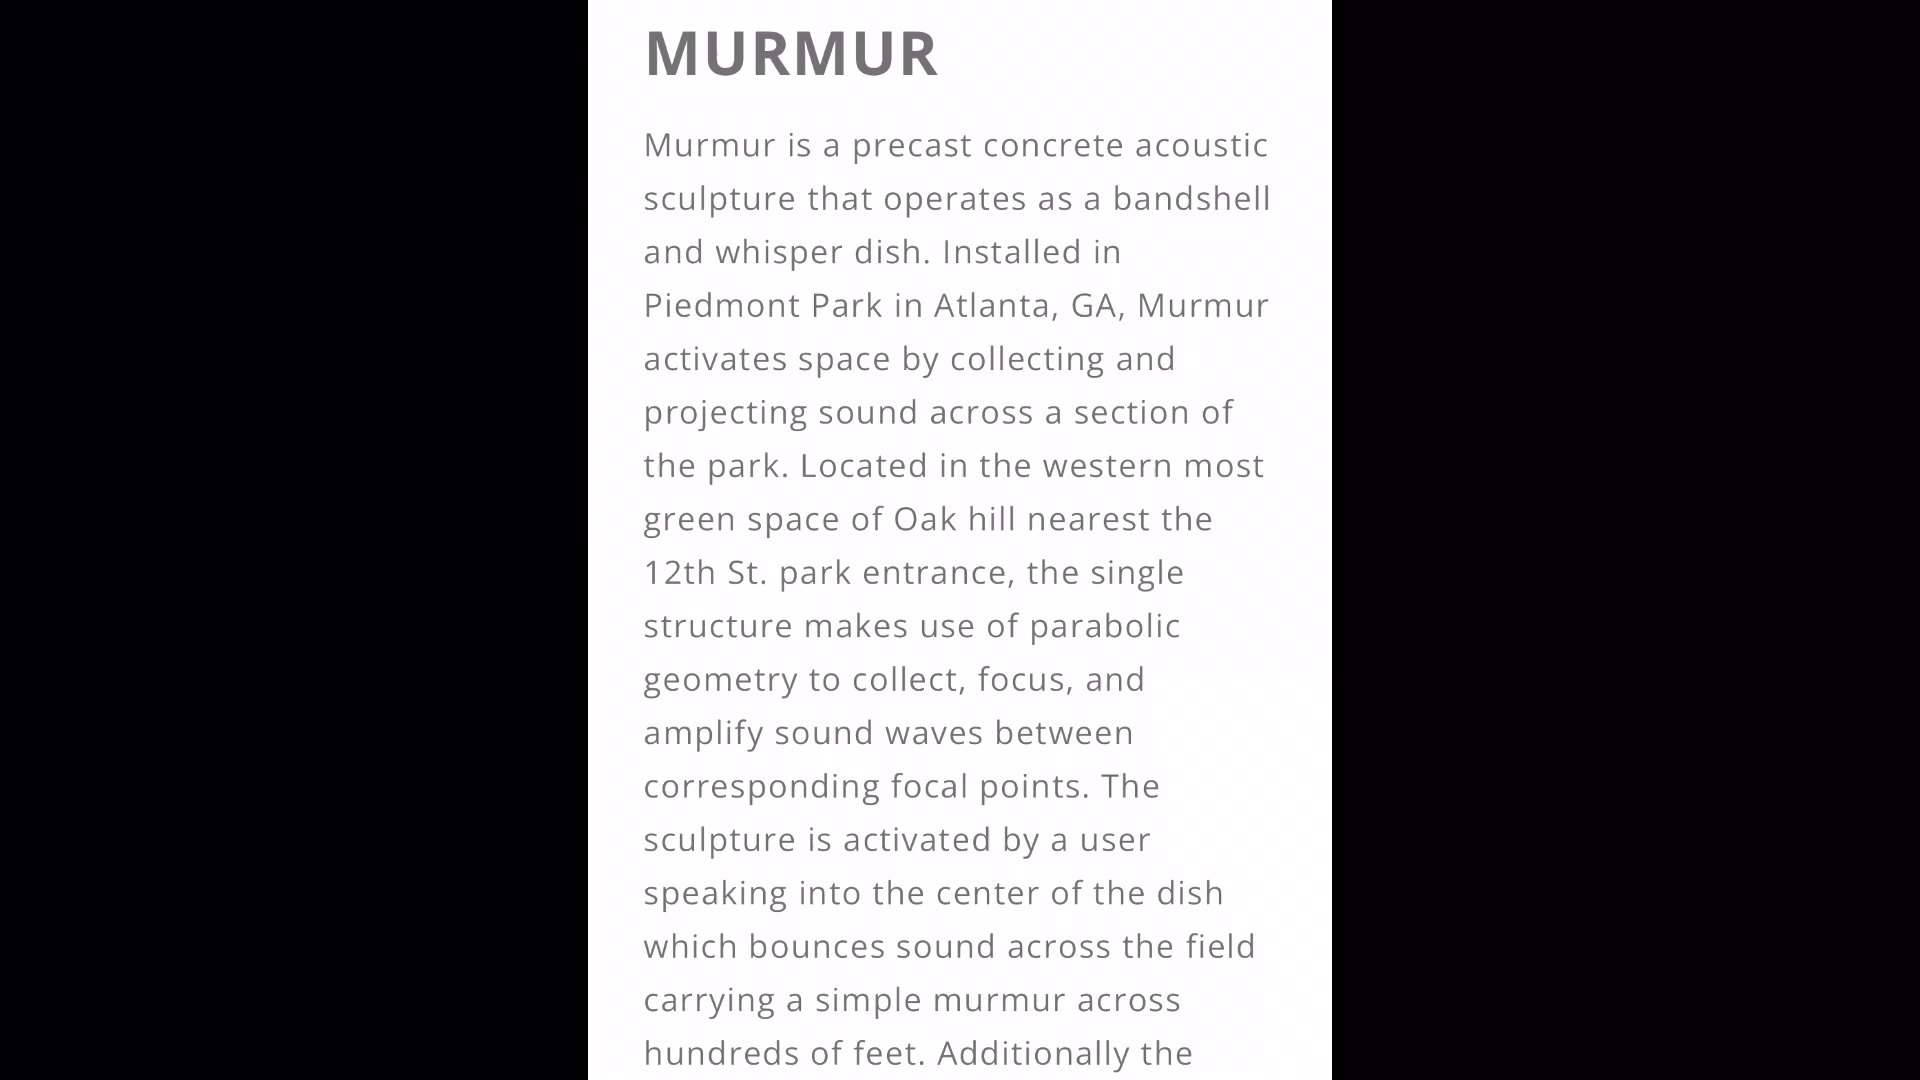 MURMUR
Murmur is a precast concrete acoustic
sculpture that operates as a bandshell
and whisper dish. Installed in
Piedmont Park in Atlanta, GA, Murmur
activates space by collecting and
projecting sound across a section of
the park. Located in the western most
green space of Oak hill nearest the
12th St. park entrance, the single
structure makes use of parabolic
geometry to collect, focus, and
amplify sound waves between
corresponding focal points. The
sculpture is activated by a user
speaking into the center of the dish
which bounces sound across the field
carrying a simple murmur across
hundreds of feet. Additionally the